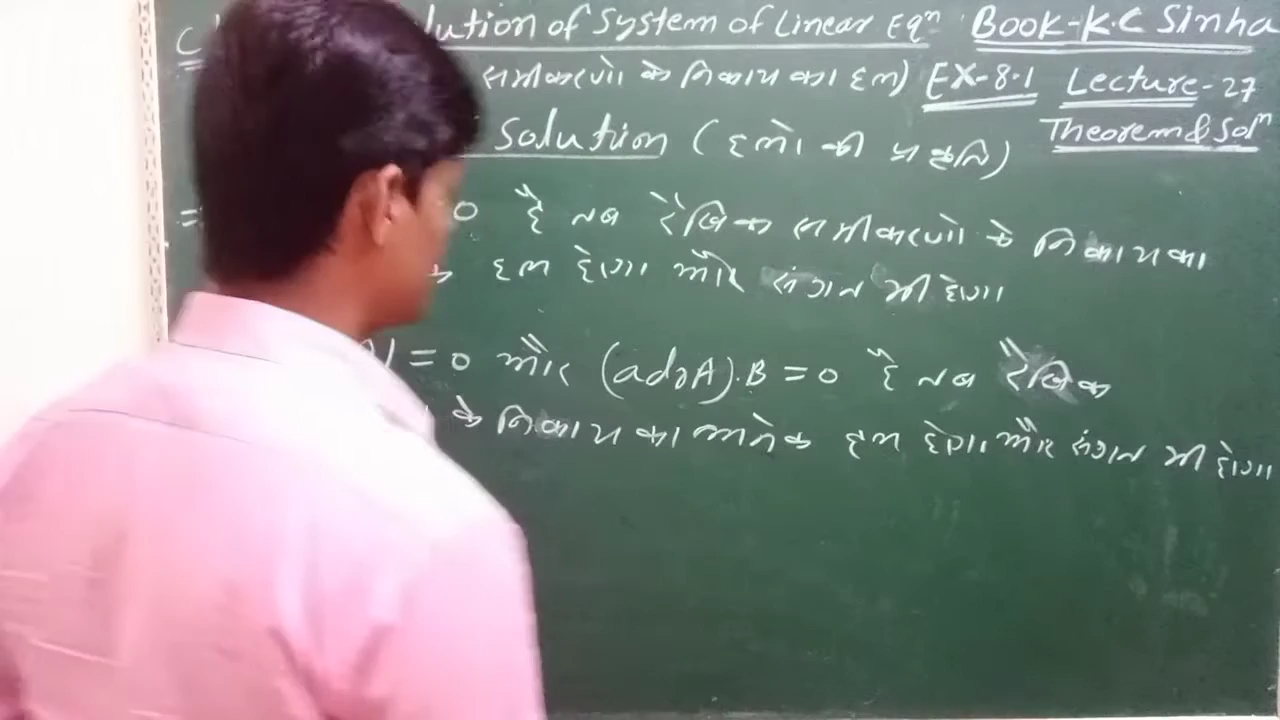 lution of System of Linear Eqⁿ Book-K.C Sinha
समीकरणों के निकाय का हल) EX-8.1 Lecture-27
Theorem & Solⁿ
Solution (हलों की प्रकृति)
= 0 है तब रैखिक समीकरणों के निकाय का
हल होगा और संगत भी होगा
= 0 और (adjA).B = 0 है तब रैखिक
के निकाय का अनेक हल होगा और संगत भी होगा